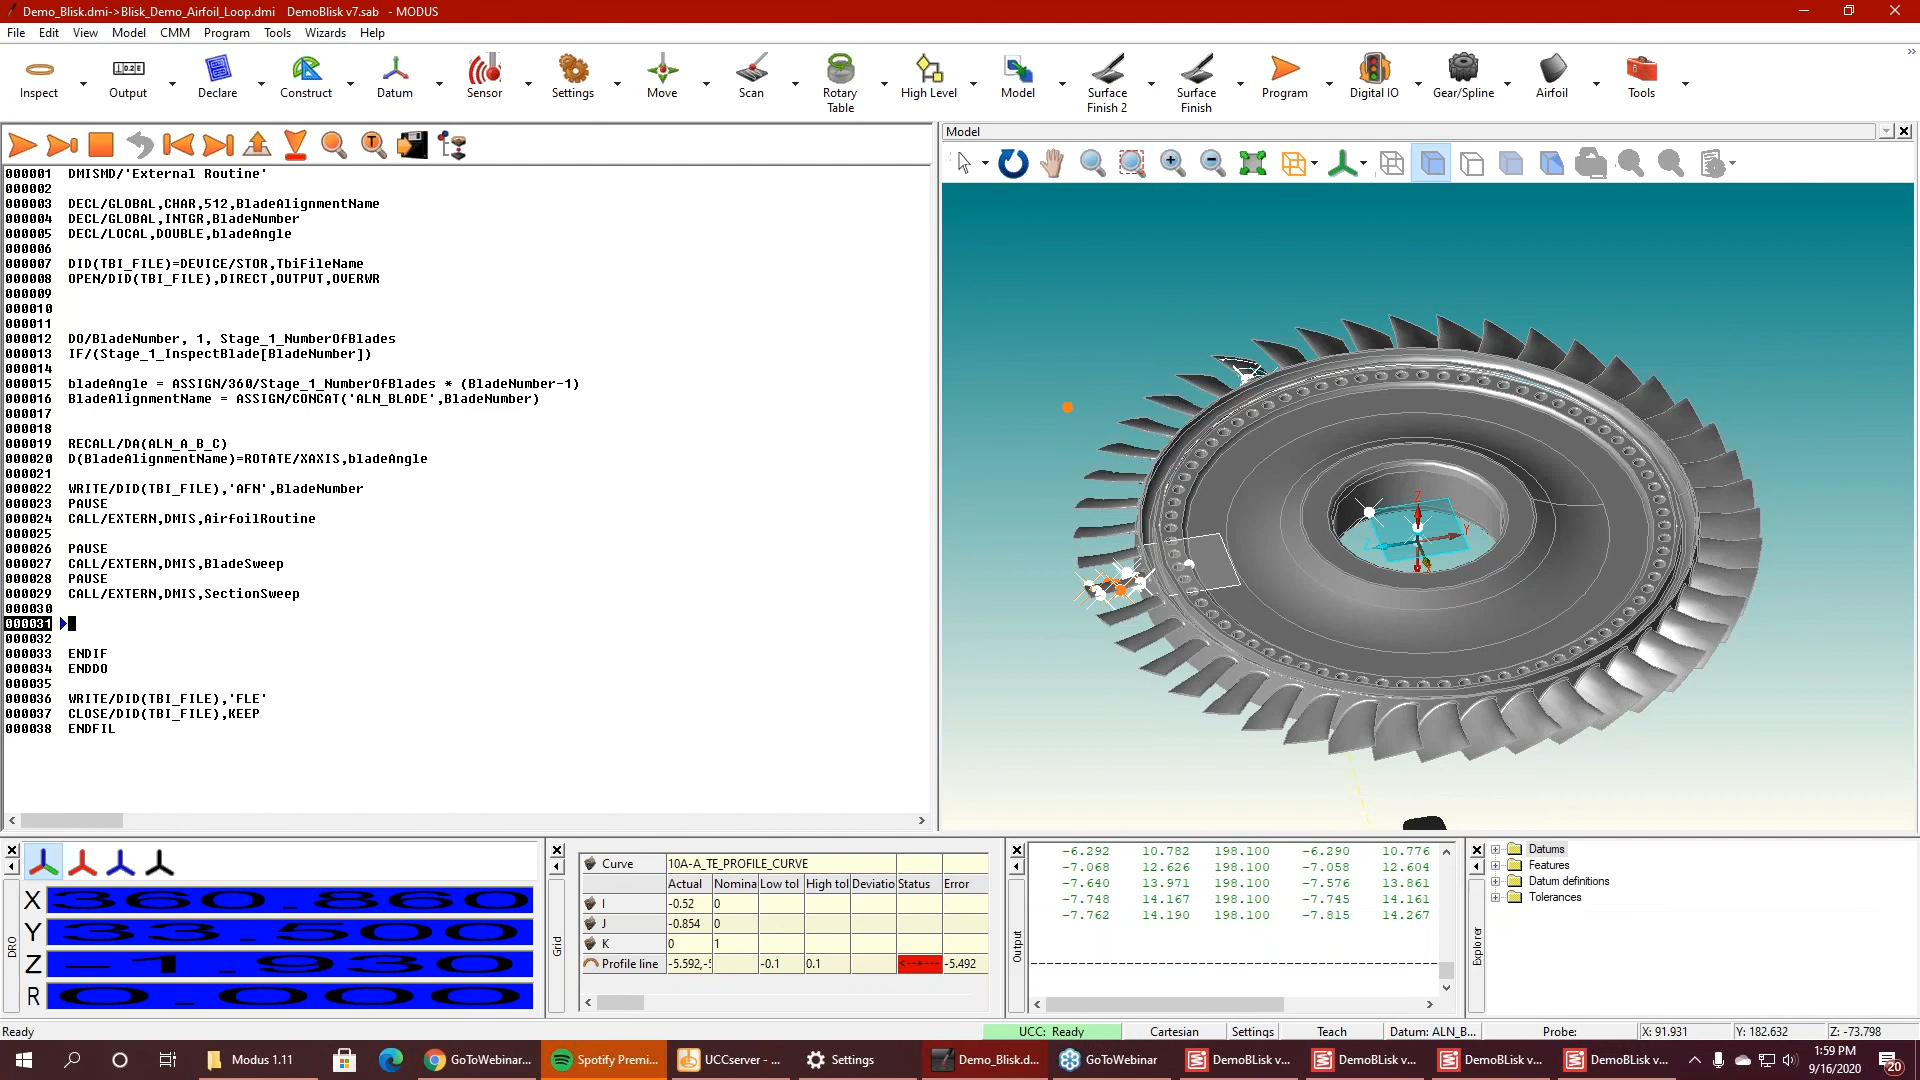 Demo_Blisk.dmi->Blisk_Demo_Airfoil_Loop.dmi    DemoBlisk v7.sab   - MODUS
File Edit View Model CMM Program Tools Wizards Help
Inspect Output Declare Construct Datum Sensor Settings Move Scan Rotary Table High Level Model Surface Finish 2 Surface Finish Program Digital IO Gear/Spline Airfoil Tools
Model
000001 DMISMD/'External Routine'
000002
000003 DECL/GLOBAL,CHAR,512,BladeAlignmentName
000004 DECL/GLOBAL,INTGR,BladeNumber
000005 DECL/LOCAL,DOUBLE,bladeAngle
000006
000007 DID(TBI_FILE)=DEVICE/STOR,TbiFileName
000008 OPEN/DID(TBI_FILE),DIRECT,OUTPUT,OVERWR
000009
000010
000011
000012 DO/BladeNumber, 1, Stage_1_NumberOfBlades
000013 IF/(Stage_1_InspectBlade[BladeNumber])
000014
000015 bladeAngle = ASSIGN/360/Stage_1_NumberOfBlades * (BladeNumber-1)
000016 BladeAlignmentName = ASSIGN/CONCAT('ALN_BLADE',BladeNumber)
000017
000018
000019 RECALL/DA(ALN_A_B_C)
000020 D(BladeAlignmentName)=ROTATE/XAXIS,bladeAngle
000021
000022 WRITE/DID(TBI_FILE),'AFN',BladeNumber
000023 PAUSE
000024 CALL/EXTERN,DMIS,AirfoilRoutine
000025
000026 PAUSE
000027 CALL/EXTERN,DMIS,BladeSweep
000028 PAUSE
000029 CALL/EXTERN,DMIS,SectionSweep
000030
000031
000032
000033 ENDIF
000034 ENDDO
000035
000036 WRITE/DID(TBI_FILE),'FLE'
000037 CLOSE/DID(TBI_FILE),KEEP
000038 ENDFIL
Z
Y
DRO
X 360.860
Y 33.500
Z -1.930
R 0.000
Grid
Curve 10A-A_TE_PROFILE_CURVE
Actual Nomina Low tol High tol Deviatio Status Error
I -0.52 0
J -0.854 0
K 0 1
Profile line -5.592,-5 -0.1 0.1 <------- -5.492
Output
-6.292 10.782 198.100 -6.290 10.776
-7.068 12.626 198.100 -7.058 12.604
-7.640 13.971 198.100 -7.576 13.861
-7.748 14.167 198.100 -7.745 14.161
-7.762 14.190 198.100 -7.815 14.267
Explorer
Datums
Features
Datum definitions
Tolerances
Ready UCC: Ready Cartesian Settings Teach Datum: ALN_B... Probe: X: 91.931 Y: 182.632 Z: -73.798
Modus 1.11 GoToWebinar... Spotify Premi... UCCserver - ... Settings Demo_Blisk.d... GoToWebinar DemoBLisk v... DemoBLisk v... DemoBLisk v... DemoBLisk v...
1:59 PM
9/16/2020
20